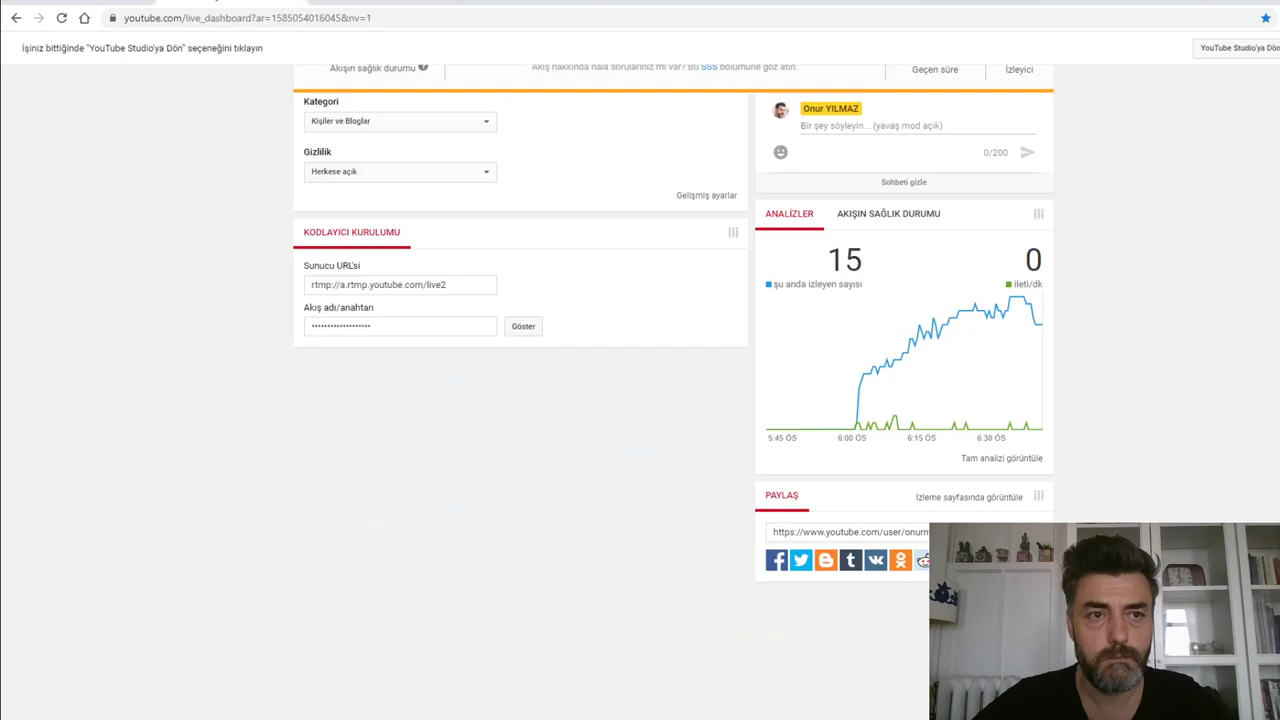 youtube.com/live_dashboard?ar=1585054016045&nv=1
İşiniz bittiğinde "YouTube Studio'ya Dön" seçeneğini tıklayın
YouTube Studio'ya Dön
Akışın sağlık durumu ?
Akış hakkında hala sorularınız mı var? Bu SSS bölümüne göz atın.
Geçen süre
İzleyici
Kategori
Kişiler ve Bloglar
Gizlilik
Herkese açık
Gelişmiş ayarlar
KODLAYICI KURULUMU
Sunucu URL'si
rtmp://a.rtmp.youtube.com/live2
Akış adı/anahtarı
••••••••••••••••••• 
Göster
Onur YILMAZ
Bir şey söyleyin... (yavaş mod açık)
0/200
Sohbeti gizle
ANALİZLER
AKIŞIN SAĞLIK DURUMU
15
0
şu anda izleyen sayısı
ileti/dk
5:45 ÖS
6:00 ÖS
6:15 ÖS
6:30 ÖS
Tam analizi görüntüle
PAYLAŞ
İzleme sayfasında görüntüle
https://www.youtube.com/user/onurm